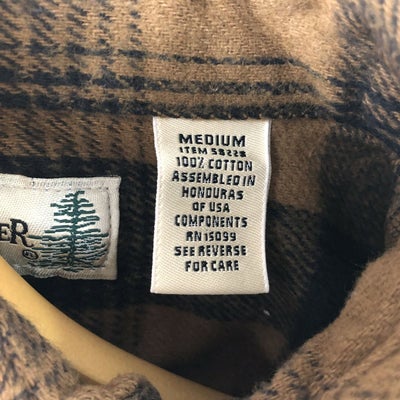 MEDIUM
ITEM 58228
100% COTTON
ASSEMBLED IN
HONDURAS
OF USA
COMPONENTS
RN 15099
SEE REVERSE
FOR CARE
ER®